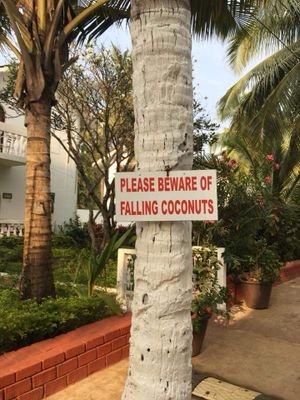 PLEASE BEWARE OF
FALLING COCONUTS